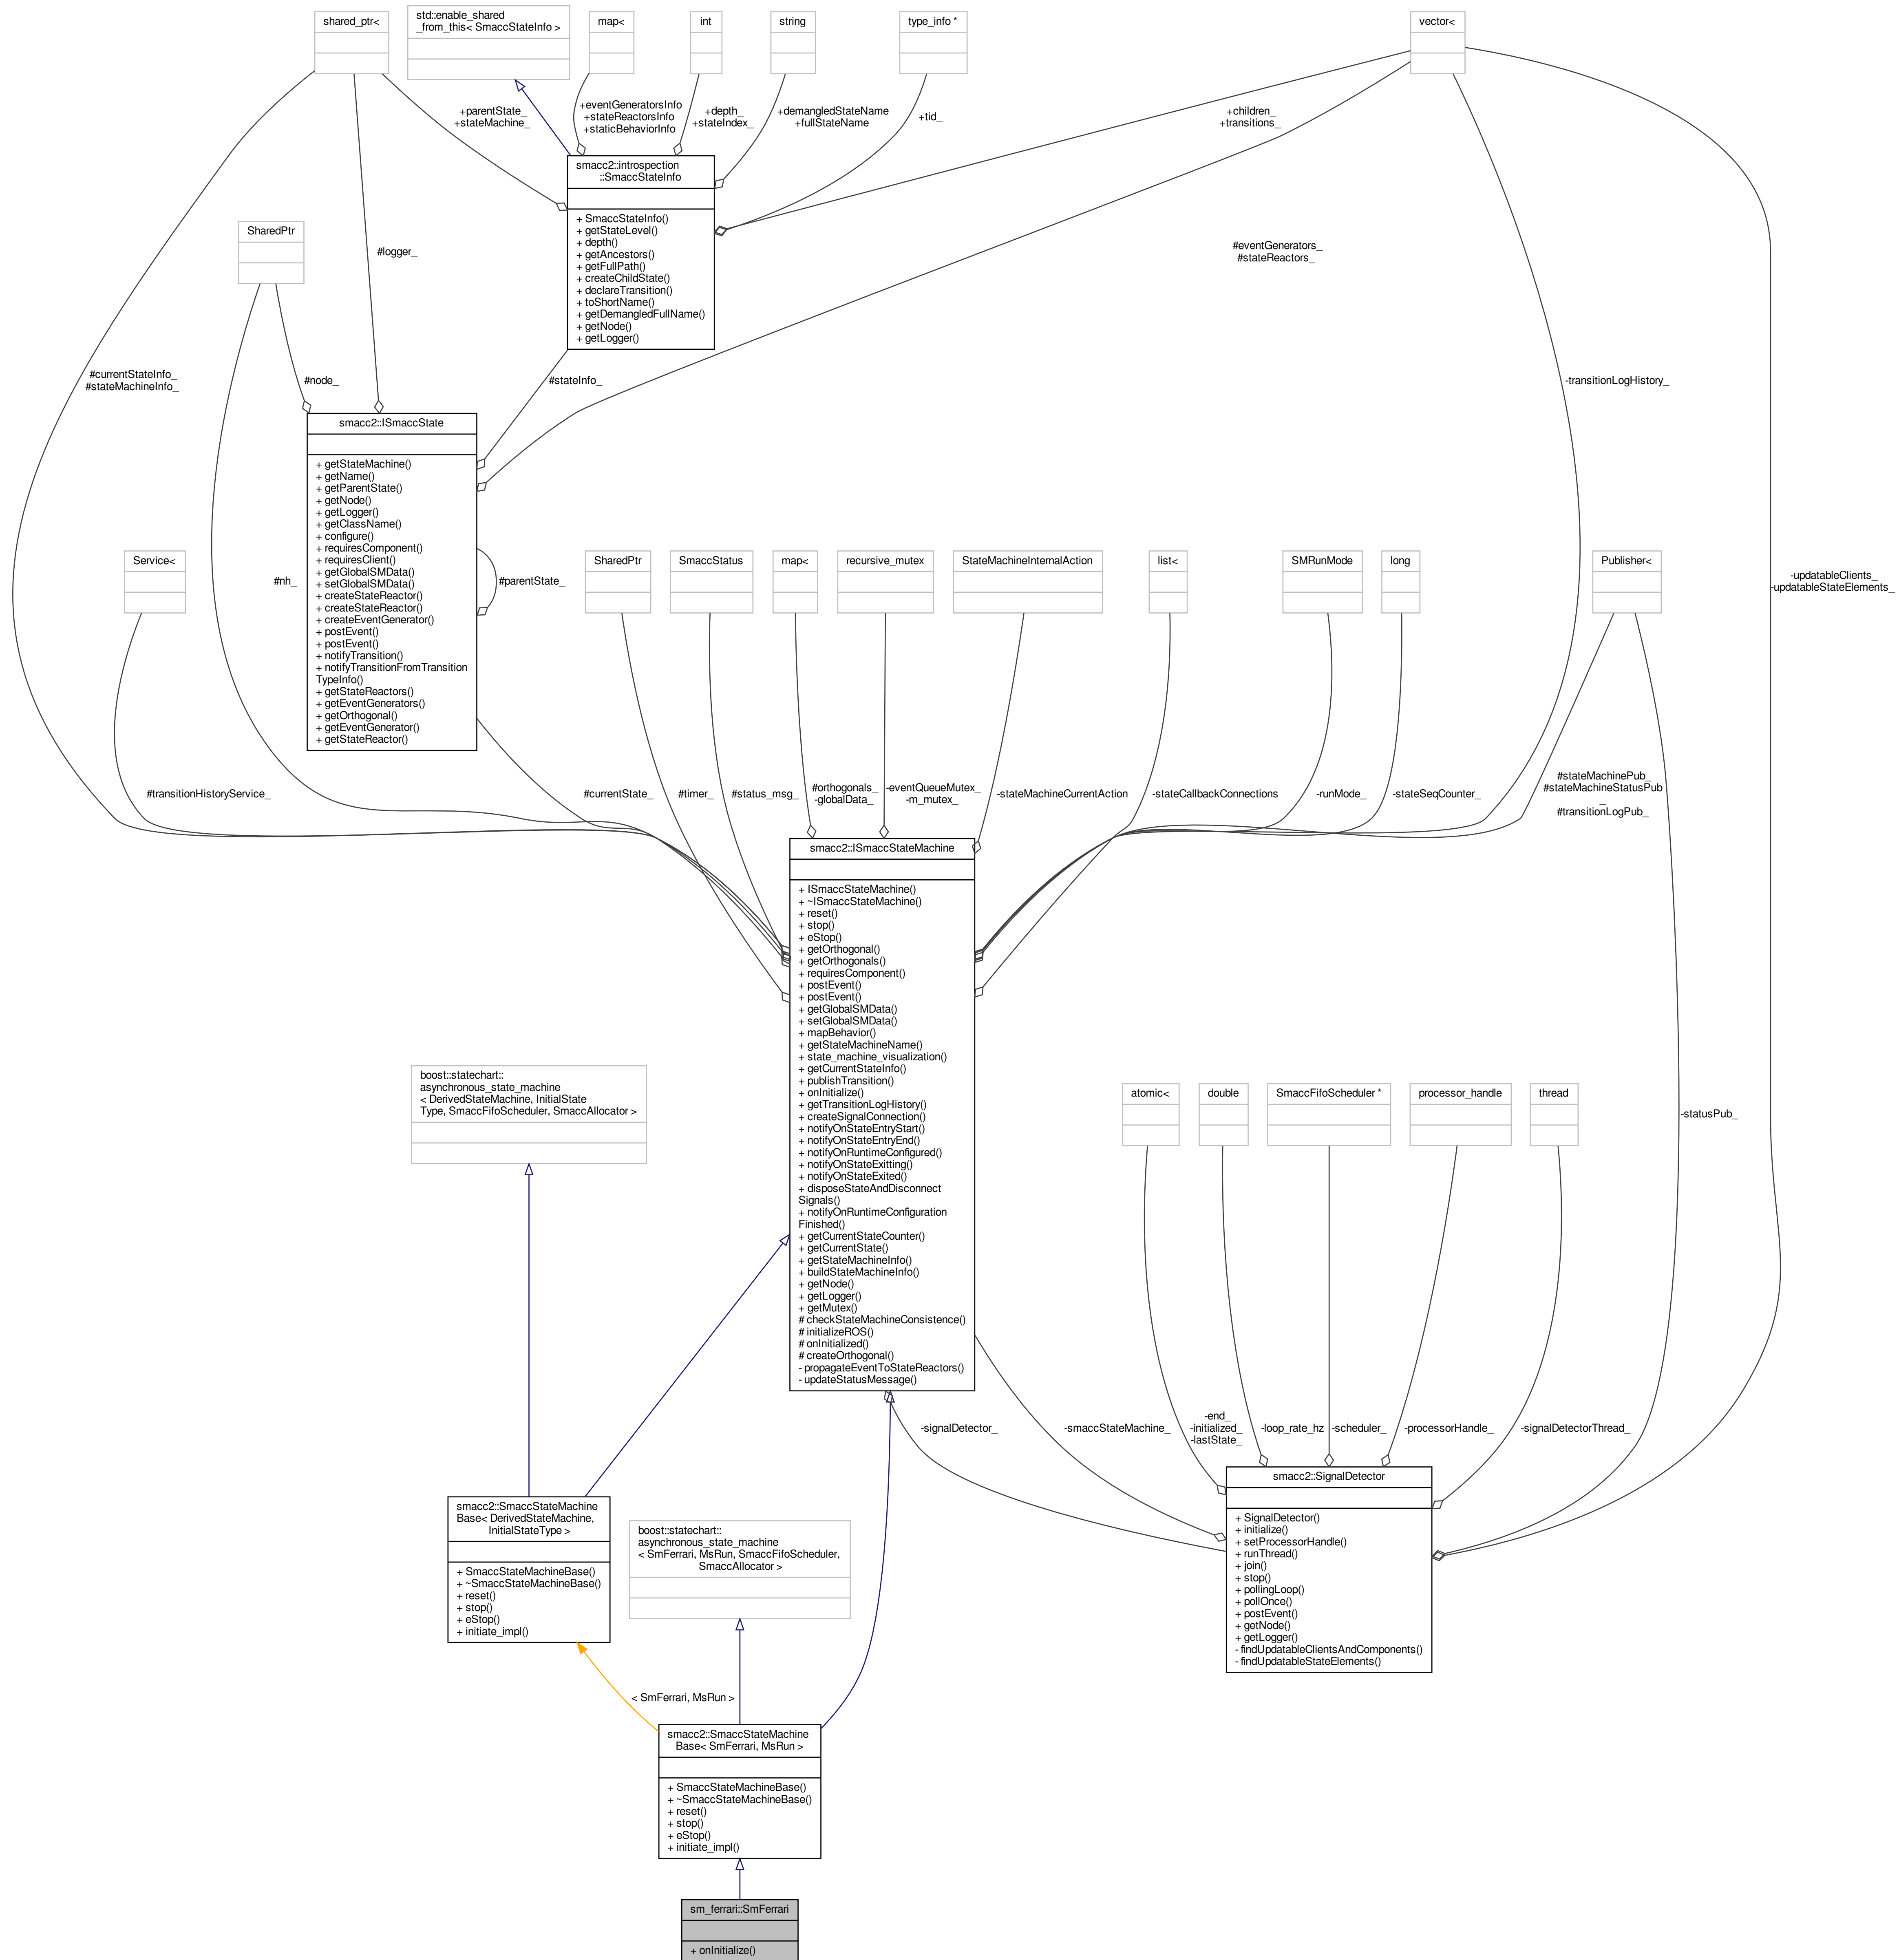 shared_ptr<
std::enable_shared
_from_this< SmaccStateInfo >
map<
int
string
type_info *
vector<
+parentState_
+stateMachine_
+eventGeneratorsInfo
+stateReactorsInfo
+staticBehaviorInfo
+depth_
+stateIndex_
+demangledStateName
+fullStateName
+tid_
+children_
+transitions_
smacc2::introspection
::SmaccStateInfo
+ SmaccStateInfo()
+ getStateLevel()
+ depth()
+ getAncestors()
+ getFullPath()
+ createChildState()
+ declareTransition()
+ toShortName()
+ getDemangledFullName()
+ getNode()
+ getLogger()
SharedPtr
#logger_
#eventGenerators_
#stateReactors_
#currentStateInfo_
#stateMachineInfo_
#node_
#stateInfo_
-transitionLogHistory_
smacc2::ISmaccState
+ getStateMachine()
+ getName()
+ getParentState()
+ getNode()
+ getLogger()
+ getClassName()
+ configure()
+ requiresComponent()
+ requiresClient()
+ getGlobalSMData()
+ setGlobalSMData()
+ createStateReactor()
+ createStateReactor()
+ createEventGenerator()
+ postEvent()
+ postEvent()
+ notifyTransition()
+ notifyTransitionFromTransition
TypeInfo()
+ getStateReactors()
+ getEventGenerators()
+ getOrthogonal()
+ getEventGenerator()
+ getStateReactor()
#parentState_
#nh_
Service<
SharedPtr
SmaccStatus
map<
recursive_mutex
StateMachineInternalAction
list<
SMRunMode
long
Publisher<
-updatableClients_
-updatableStateElements_
#transitionHistoryService_
#currentState_
#timer_
#status_msg_
#orthogonals_
-globalData_
-eventQueueMutex_
-m_mutex_
-stateMachineCurrentAction
-stateCallbackConnections
-runMode_
-stateSeqCounter_
#stateMachinePub_
#stateMachineStatusPub
_
#transitionLogPub_
smacc2::ISmaccStateMachine
+ ISmaccStateMachine()
+ ~ISmaccStateMachine()
+ reset()
+ stop()
+ eStop()
+ getOrthogonal()
+ getOrthogonals()
+ requiresComponent()
+ postEvent()
+ postEvent()
+ getGlobalSMData()
+ setGlobalSMData()
+ mapBehavior()
+ getStateMachineName()
+ state_machine_visualization()
+ getCurrentStateInfo()
+ publishTransition()
+ onInitialize()
+ getTransitionLogHistory()
+ createSignalConnection()
+ notifyOnStateEntryStart()
+ notifyOnStateEntryEnd()
+ notifyOnRuntimeConfigured()
+ notifyOnStateExitting()
+ notifyOnStateExited()
+ disposeStateAndDisconnect
Signals()
+ notifyOnRuntimeConfiguration
Finished()
+ getCurrentStateCounter()
+ getCurrentState()
+ getStateMachineInfo()
+ buildStateMachineInfo()
+ getNode()
+ getLogger()
+ getMutex()
# checkStateMachineConsistence()
# initializeROS()
# onInitialized()
# createOrthogonal()
- propagateEventToStateReactors()
- updateStatusMessage()
boost::statechart::
asynchronous_state_machine
< DerivedStateMachine, InitialState
Type, SmaccFifoScheduler, SmaccAllocator >
atomic<
double
SmaccFifoScheduler *
processor_handle
thread
-statusPub_
-signalDetector_
-smaccStateMachine_
-end_
-initialized_
-lastState_
-loop_rate_hz
-scheduler_
-processorHandle_
-signalDetectorThread_
smacc2::SignalDetector
+ SignalDetector()
+ initialize()
+ setProcessorHandle()
+ runThread()
+ join()
+ stop()
+ pollingLoop()
+ pollOnce()
+ postEvent()
+ getNode()
+ getLogger()
- findUpdatableClientsAndComponents()
- findUpdatableStateElements()
smacc2::SmaccStateMachine
Base< DerivedStateMachine,
InitialStateType >
+ SmaccStateMachineBase()
+ ~SmaccStateMachineBase()
+ reset()
+ stop()
+ eStop()
+ initiate_impl()
boost::statechart::
asynchronous_state_machine
< SmFerrari, MsRun, SmaccFifoScheduler,
SmaccAllocator >
< SmFerrari, MsRun >
smacc2::SmaccStateMachine
Base< SmFerrari, MsRun >
+ SmaccStateMachineBase()
+ ~SmaccStateMachineBase()
+ reset()
+ stop()
+ eStop()
+ initiate_impl()
sm_ferrari::SmFerrari
+ onInitialize()